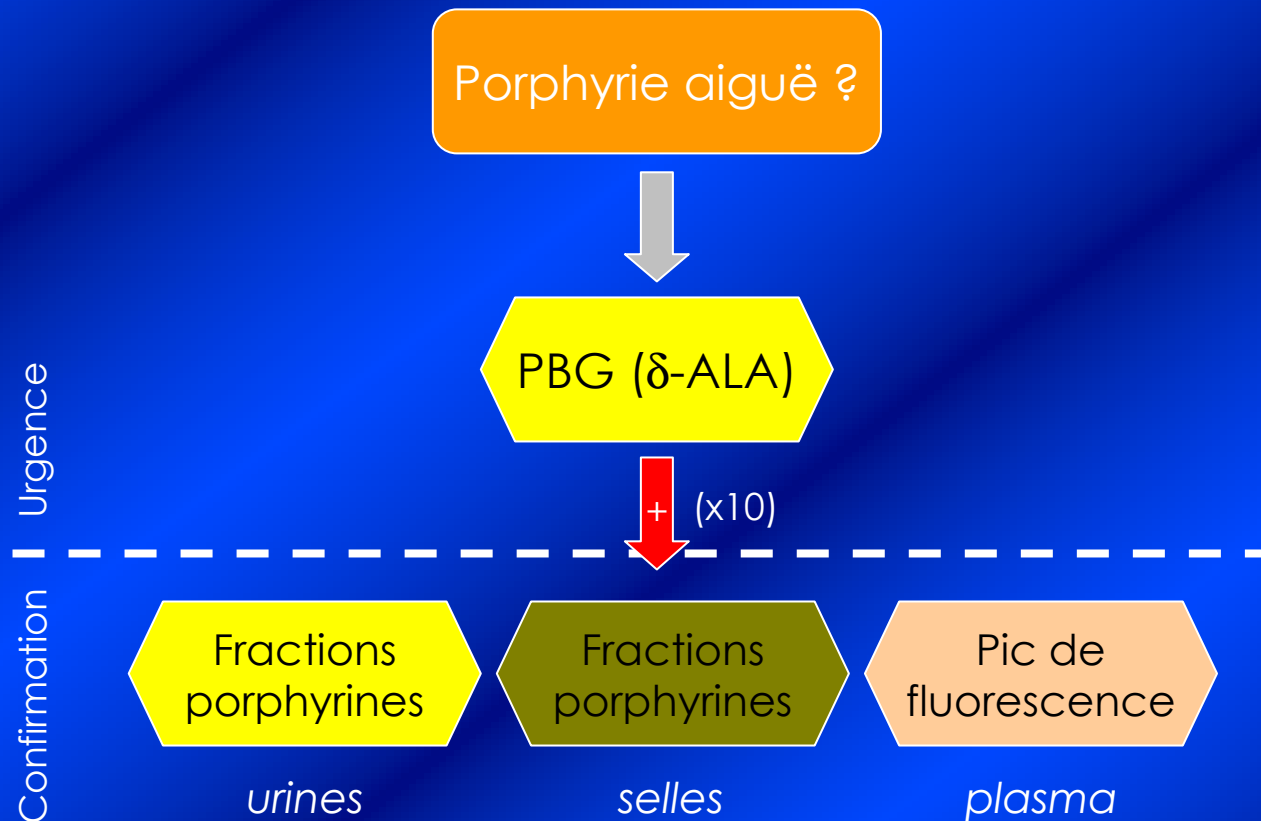 Porphyrie aiguë ?
PBG (δ-ALA)
Urgence
+ (x10)
Confirmation
Fractions
porphyrines
Fractions
porphyrines
Pic de
fluorescence
urines
selles
plasma